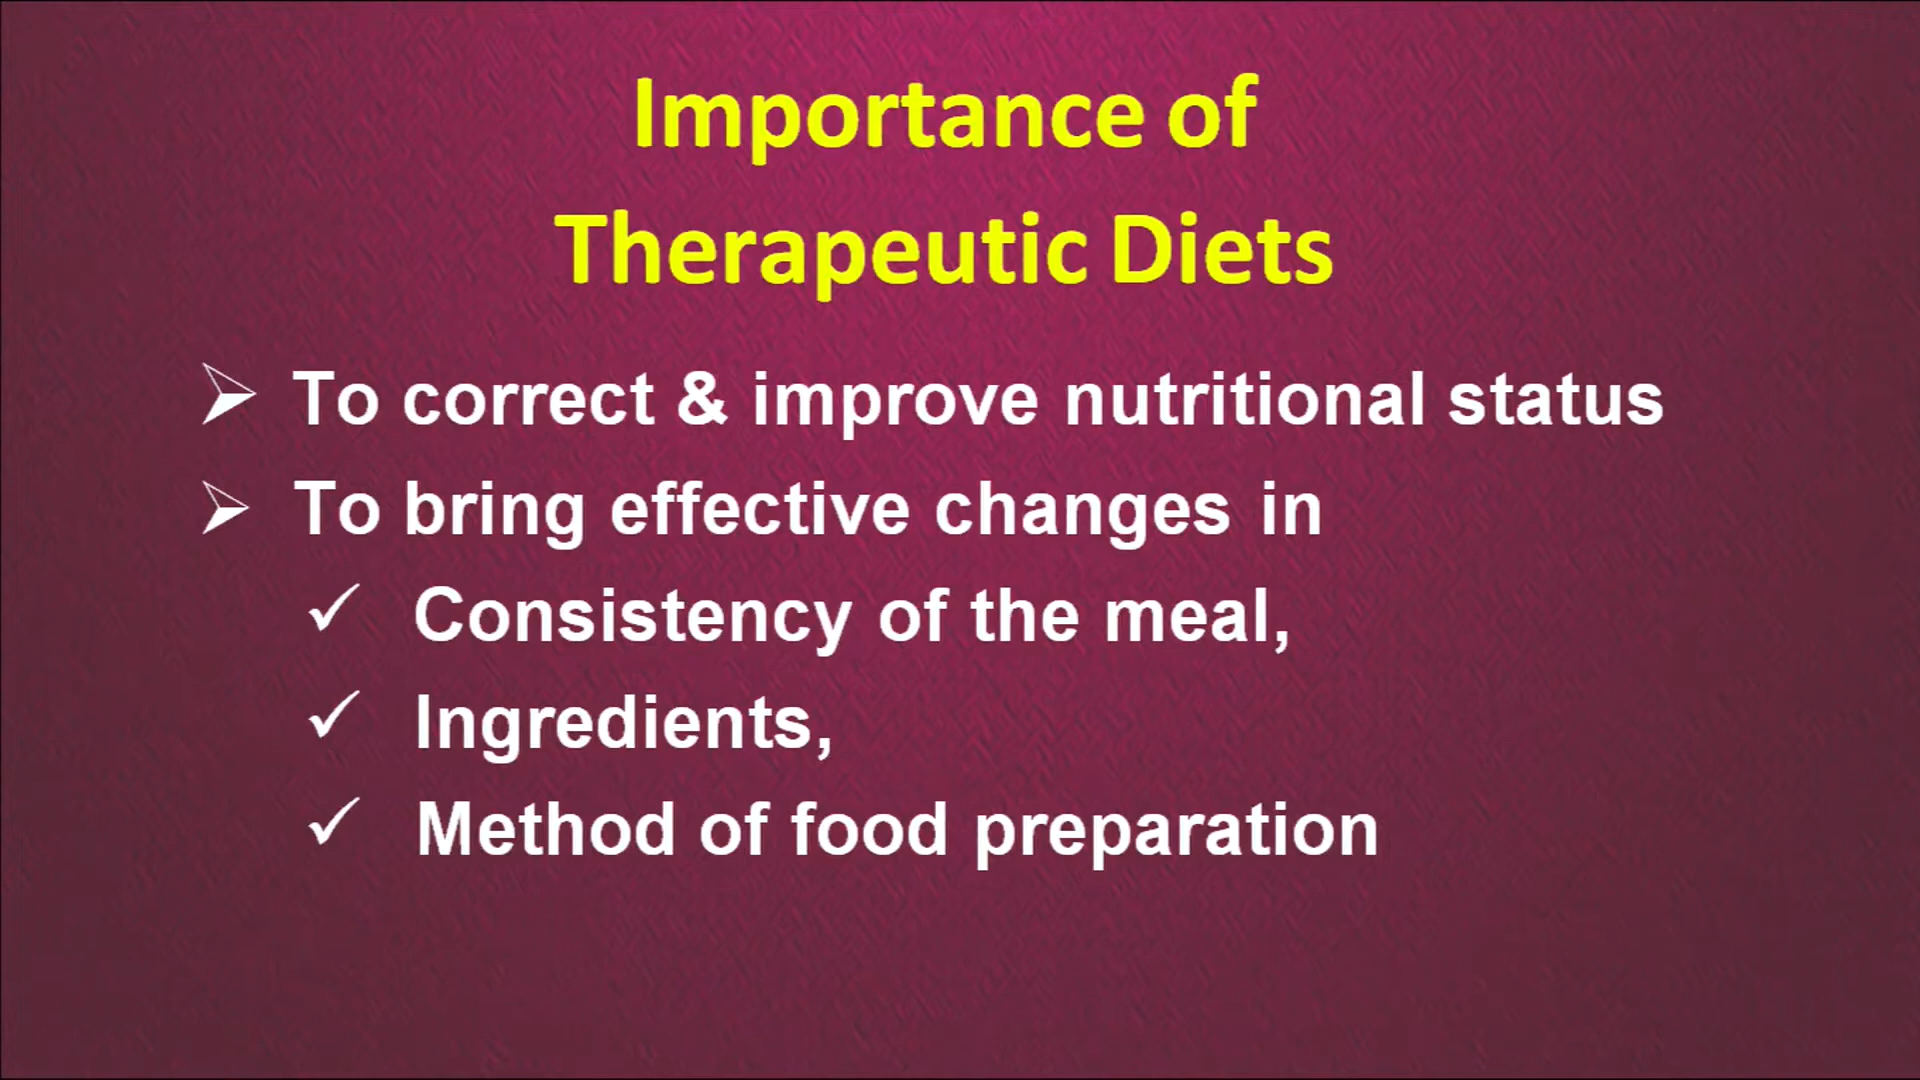 Importance of
Therapeutic Diets
➢ To correct & improve nutritional status
➢ To bring effective changes in
✓ Consistency of the meal,
✓ Ingredients,
✓ Method of food preparation